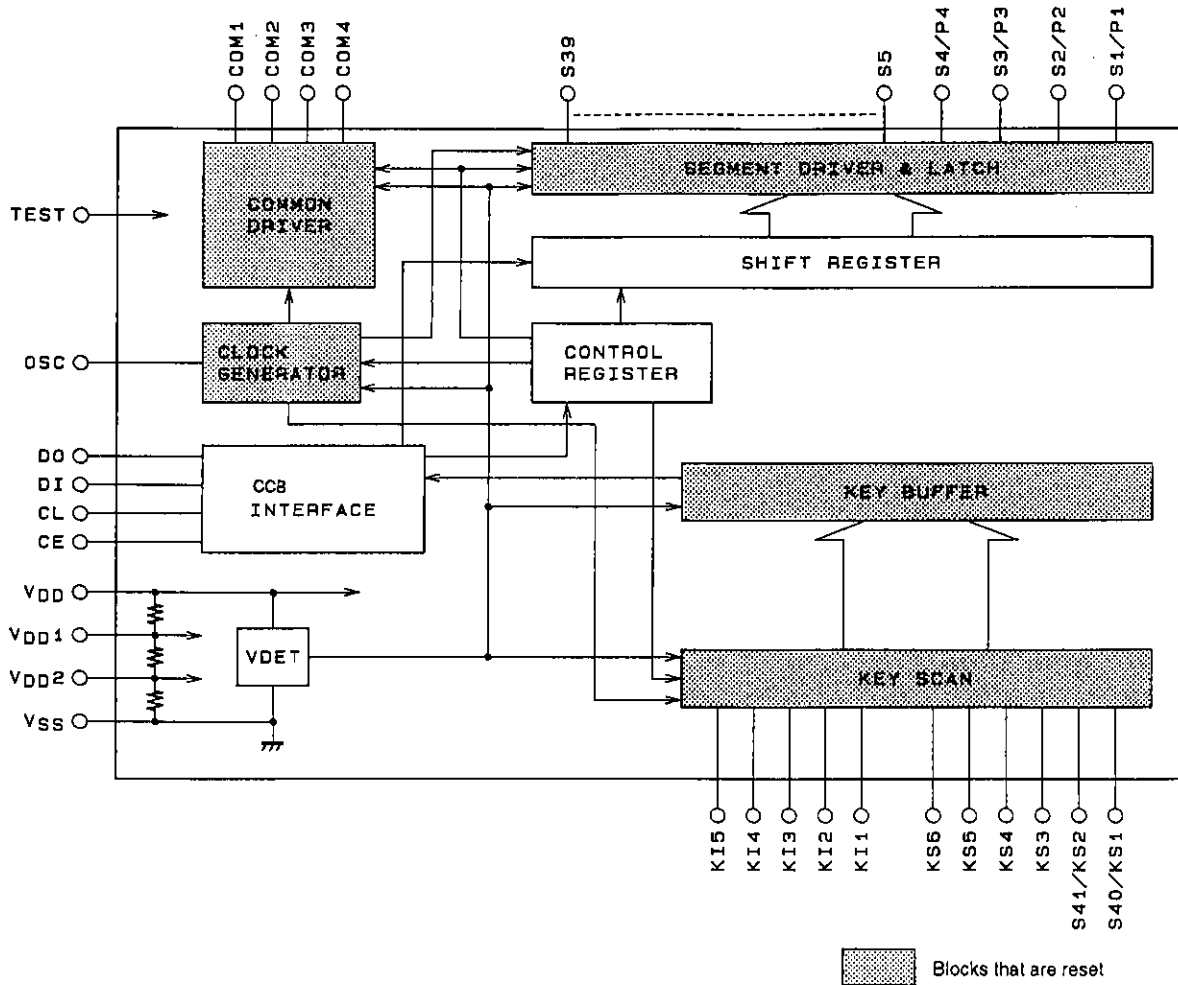 COM1
COM2
COM3
COM4
S39
S5
S4/P4
S3/P3
S2/P2
S1/P1
SEGMENT DRIVER & LATCH
COMMON
DRIVER
TEST
SHIFT REGISTER
CLOCK
GENERATOR
CONTROL
REGISTER
OSC
DO
DI
CL
CE
CCB
INTERFACE
KEY BUFFER
VDD
VDD1
VDD2
VSS
VDET
KEY SCAN
KI5
KI4
KI3
KI2
KI1
KS6
KS5
KS4
KS3
S41/KS2
S40/KS1
Blocks that are reset